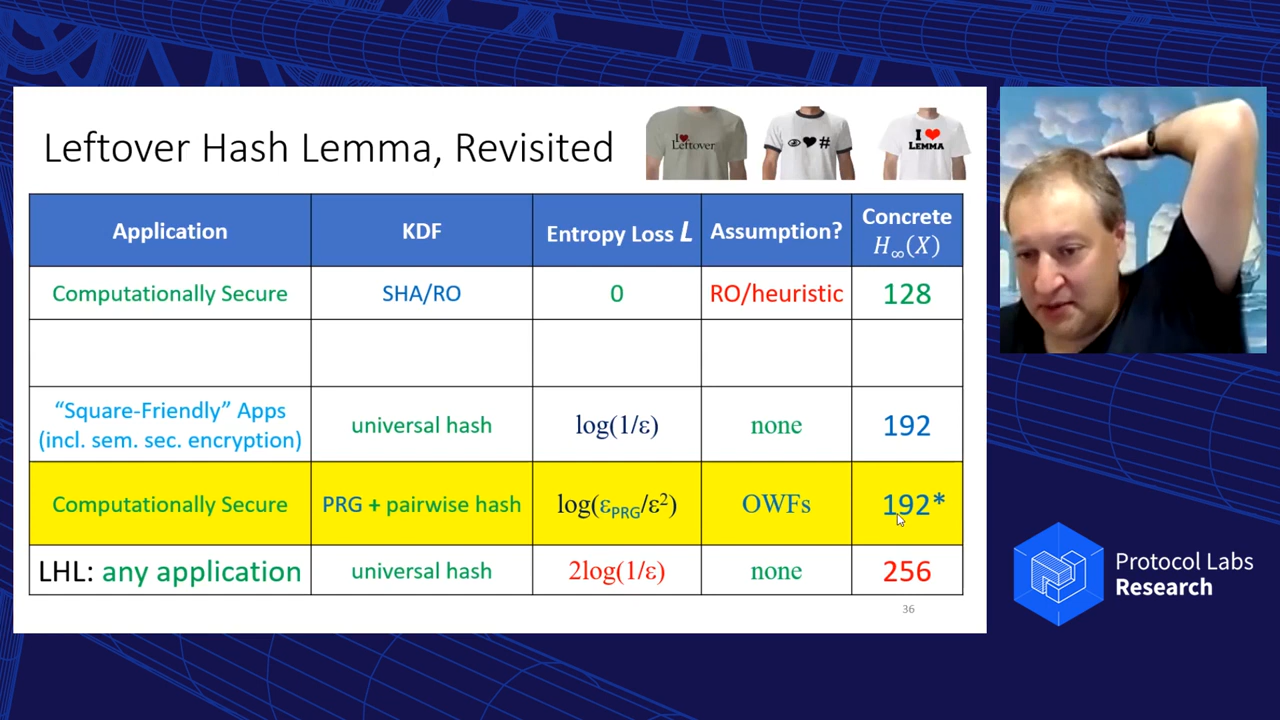 Leftover Hash Lemma, Revisited
I ❤
Leftover
👁♥#
I ❤
LEMMA
Application KDF Entropy Loss L Assumption? Concrete H∞(X)
Computationally Secure SHA/RO 0 RO/heuristic 128
“Square-Friendly” Apps
(incl. sem. sec. encryption) universal hash log(1/ε) none 192
Computationally Secure PRG + pairwise hash log(ε_PRG/ε²) OWFs 192*
LHL: any application universal hash 2log(1/ε) none 256
36
Protocol Labs
Research